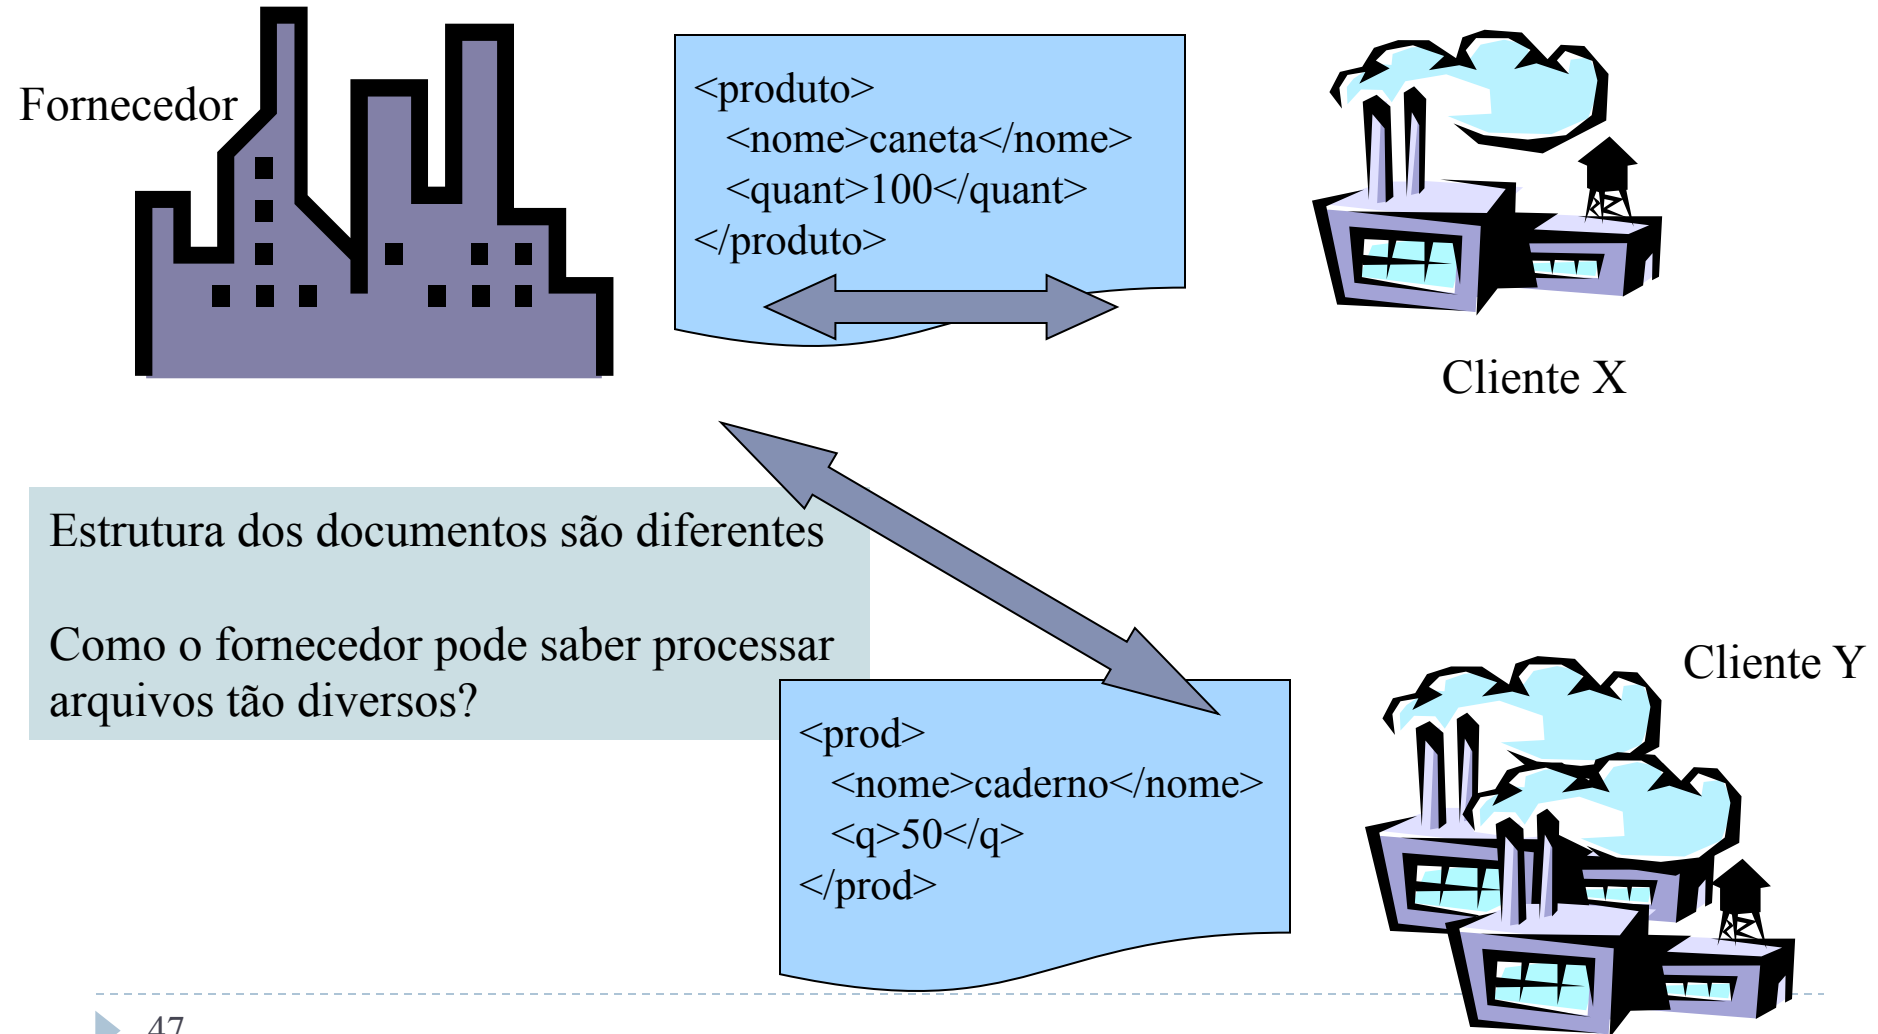 Fornecedor
<produto>
<nome>caneta</nome>
<quant>100</quant>
</produto>
Cliente X
Estrutura dos documentos são diferentes
Como o fornecedor pode saber processar
arquivos tão diversos?
Cliente Y
<prod>
<nome>caderno</nome>
<q>50</q>
</prod>
47